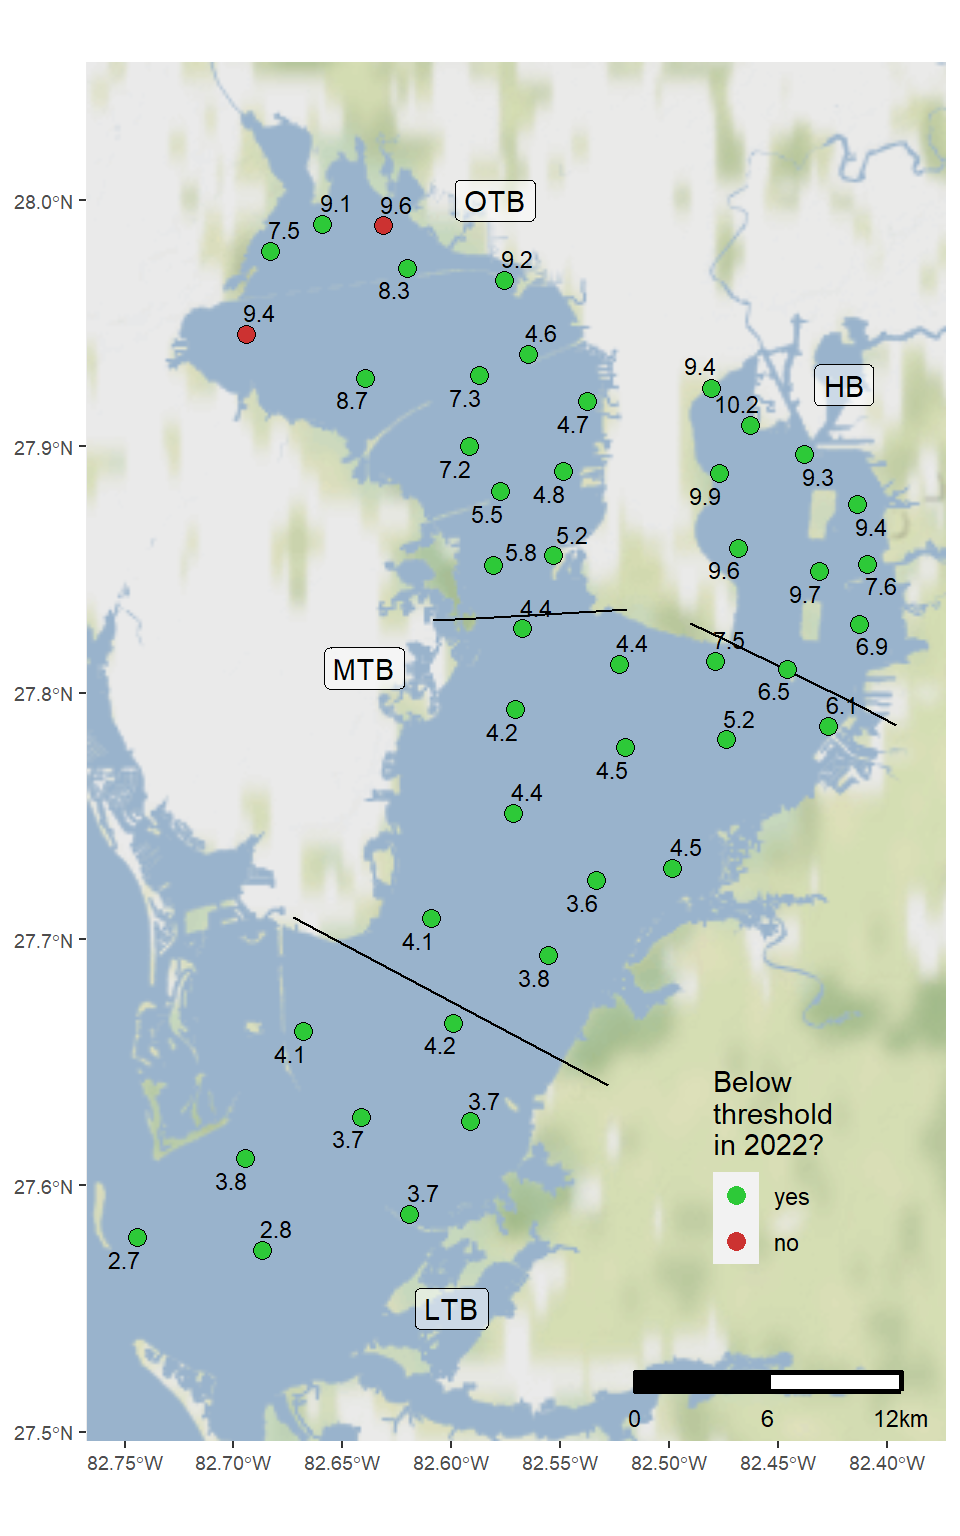 28.0°N
27.9°N
27.8°N
27.7°N
27.6°N
27.5°N
OTB
9.1
9.6
7.5
9.2
8.3
9.4
4.6
8.7
7.3
4.7
7.2
4.8
5.5
5.8
5.2
HB
9.4
10.2
9.3
9.9
9.4
9.6
9.7
7.6
6.9
7.5
6.5
6.1
MTB
4.4
4.4
4.2
5.2
4.5
4.4
4.5
3.6
4.1
3.8
4.2
4.1
3.7
3.7
3.8
3.7
2.8
2.7
LTB
Below
threshold
in 2022?
yes
no
0 6 12km
82.75°W 82.70°W 82.65°W 82.60°W 82.55°W 82.50°W 82.45°W 82.40°W